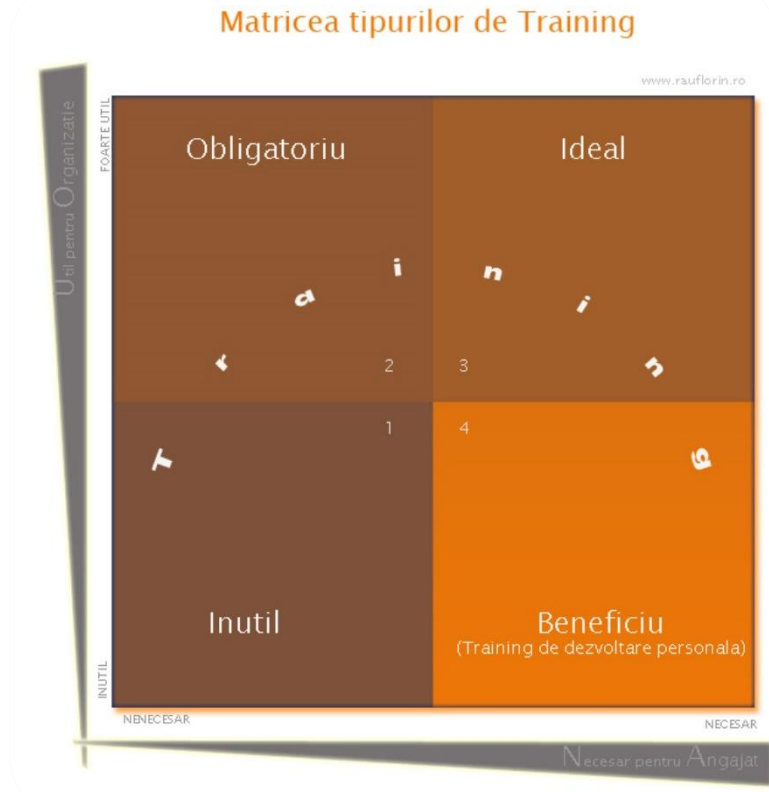 Matricea tipurilor de Training
www.rauflorin.ro
Util pentru Organizatie
FOARTE UTIL
Obligatoriu
Ideal
Training
2
3
1
4
Inutil
Beneficiu
(Training de dezvoltare personala)
INUTIL
NENECESAR
NECESAR
Necesar pentru Angajat